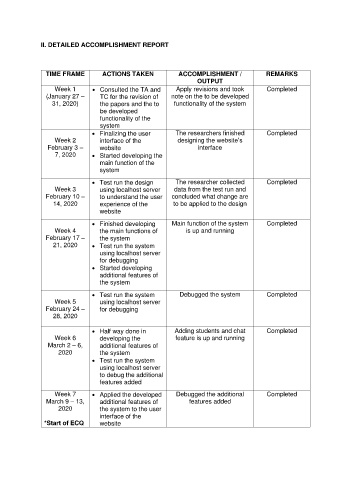 II. DETAILED ACCOMPLISHMENT REPORT
TIME FRAME
ACTIONS TAKEN
ACCOMPLISHMENT /
OUTPUT
REMARKS
Week 1
(January 27 –
31, 2020)
• Consulted the TA and
TC for the revision of
the papers and the to
be developed
functionality of the
system
Apply revisions and took
note on the to be developed
functionality of the system
Completed
Week 2
February 3 –
7, 2020
• Finalizing the user
interface of the
website
• Started developing the
main function of the
system
The researchers finished
designing the website's
interface
Completed
Week 3
February 10 –
14, 2020
• Test run the design
using localhost server
to understand the user
experience of the
website
The researcher collected
data from the test run and
concluded what change are
to be applied to the design
Completed
Week 4
February 17 –
21, 2020
• Finished developing
the main functions of
the system
• Test run the system
using localhost server
for debugging
• Started developing
additional features of
the system
Main function of the system
is up and running
Completed
Week 5
February 24 –
28, 2020
• Test run the system
using localhost server
for debugging
Debugged the system
Completed
Week 6
March 2 – 6,
2020
• Half way done in
developing the
additional features of
the system
• Test run the system
using localhost server
to debug the additional
features added
Adding students and chat
feature is up and running
Completed
Week 7
March 9 – 13,
2020
*Start of ECQ
• Applied the developed
additional features of
the system to the user
interface of the
website
Debugged the additional
features added
Completed